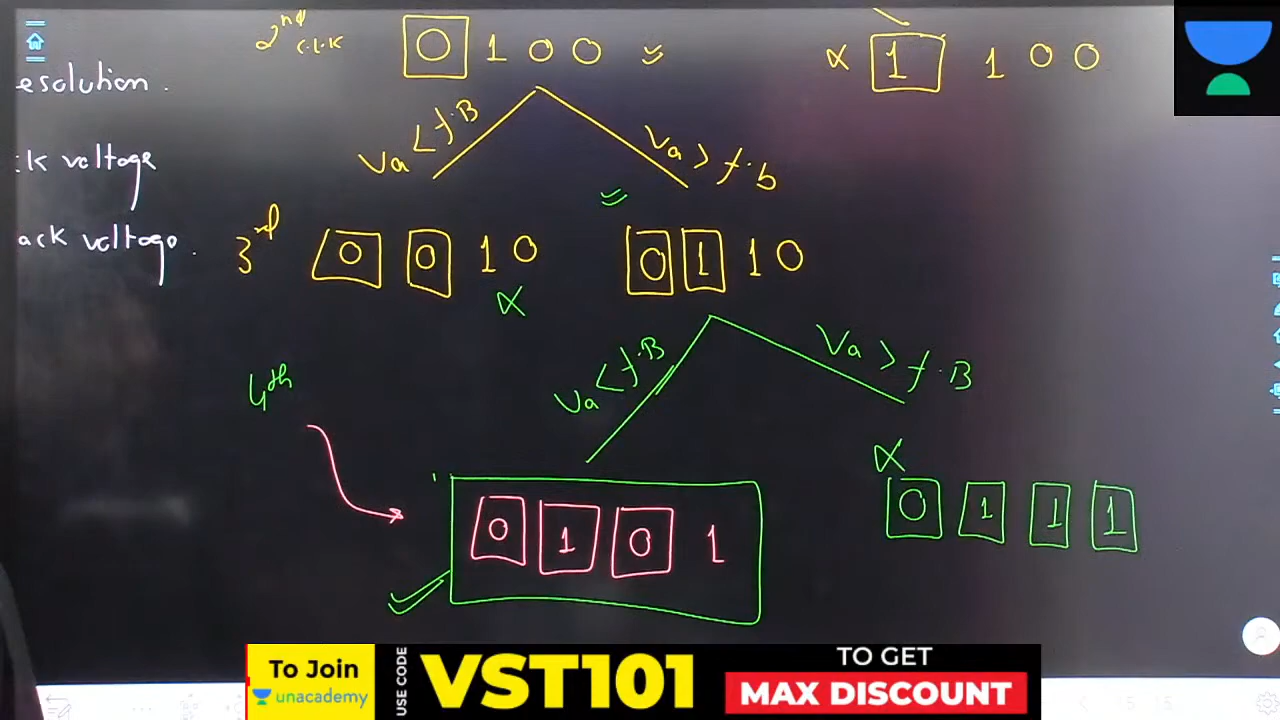 2nd CLK 0 1 0 0 ∝ 1 1 0 0
esolution.
Va < f.B Va > f.b
k voltage
ack voltage.
3rd 0 0 1 0 0 1 1 0
∝
Va < f.B Va > f.B
4th
∝
0 1 0 1 0 1 1 1
To Join
unacademy
USE CODE
VST101
TO GET
MAX DISCOUNT